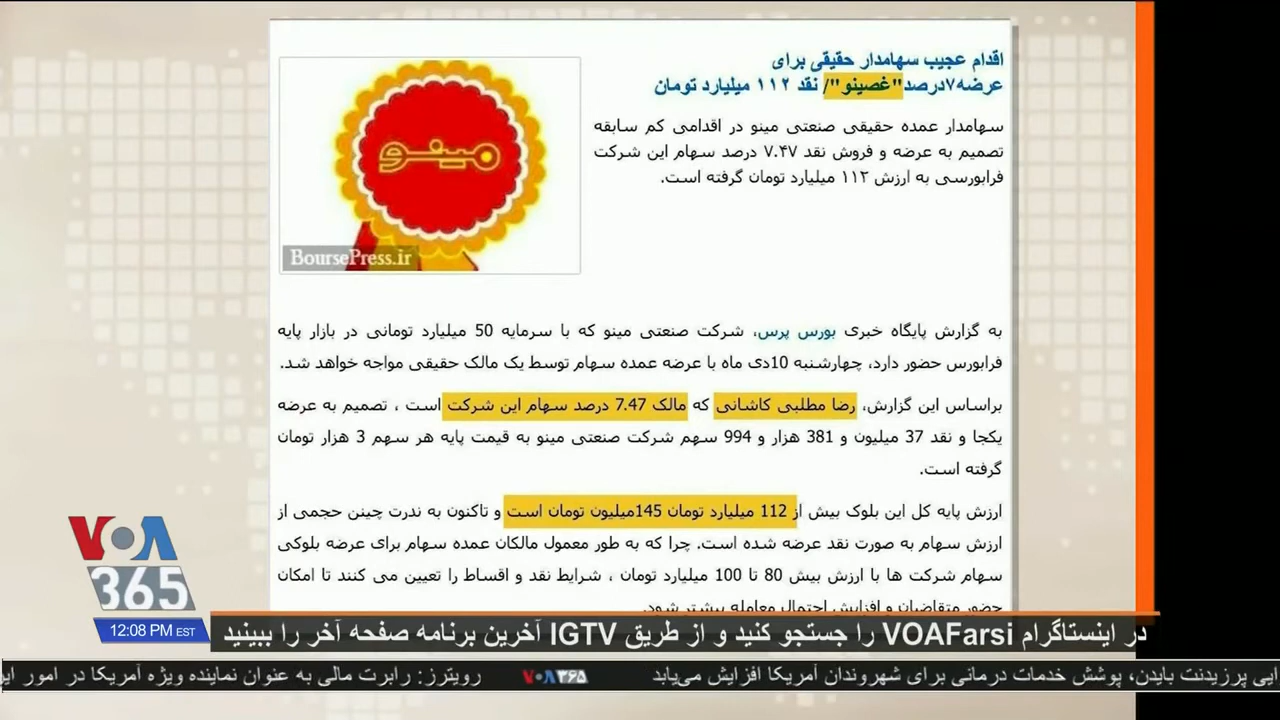 اقدام عجیب سهامدار حقیقی برای
عرضه۷درصد"غصینو"/ نقد ۱۱۲ میلیارد تومان
سهامدار عمده حقیقی صنعتی مینو در اقدامی کم سابقه
تصمیم به عرضه و فروش نقد ۷.۴۷ درصد سهام این شرکت
فرابورسی به ارزش ۱۱۲ میلیارد تومان گرفته است.
مینو
BoursePress.ir
به گزارش پایگاه خبری بورس پرس، شرکت صنعتی مینو که با سرمایه 50 میلیارد تومانی در بازار پایه
فرابورس حضور دارد، چهارشنبه 10دی ماه با عرضه عمده سهام توسط یک مالک حقیقی مواجه خواهد شد.
براساس این گزارش، رضا مطلبی کاشانی که مالک 7.47 درصد سهام این شرکت است ، تصمیم به عرضه
یکجا و نقد 37 میلیون و 381 هزار و 994 سهم شرکت صنعتی مینو به قیمت پایه هر سهم 3 هزار تومان
گرفته است.
ارزش پایه کل این بلوک بیش از 112 میلیارد تومان 145میلیون تومان است و تاکنون به ندرت چینن حجمی از
ارزش سهام به صورت نقد عرضه شده است. چرا که به طور معمول مالکان عمده سهام برای عرضه بلوکی
سهام شرکت ها با ارزش بیش 80 تا 100 میلیارد تومان ، شرایط نقد و اقساط را تعیین می کنند تا امکان
حضور متقاضیان و افزایش احتمال معامله بیشتر شود.
VOA
365
12:08 PM EST
در اینستاگرام VOAFarsi را جستجو کنید و از طریق IGTV آخرین برنامه صفحه آخر را ببینید
ایی پرزیدنت بایدن، پوشش خدمات درمانی برای شهروندان آمریکا افزایش می‌یابد VOA365 رویترز: رابرت مالی به عنوان نماینده ویژه آمریکا در امور ایر